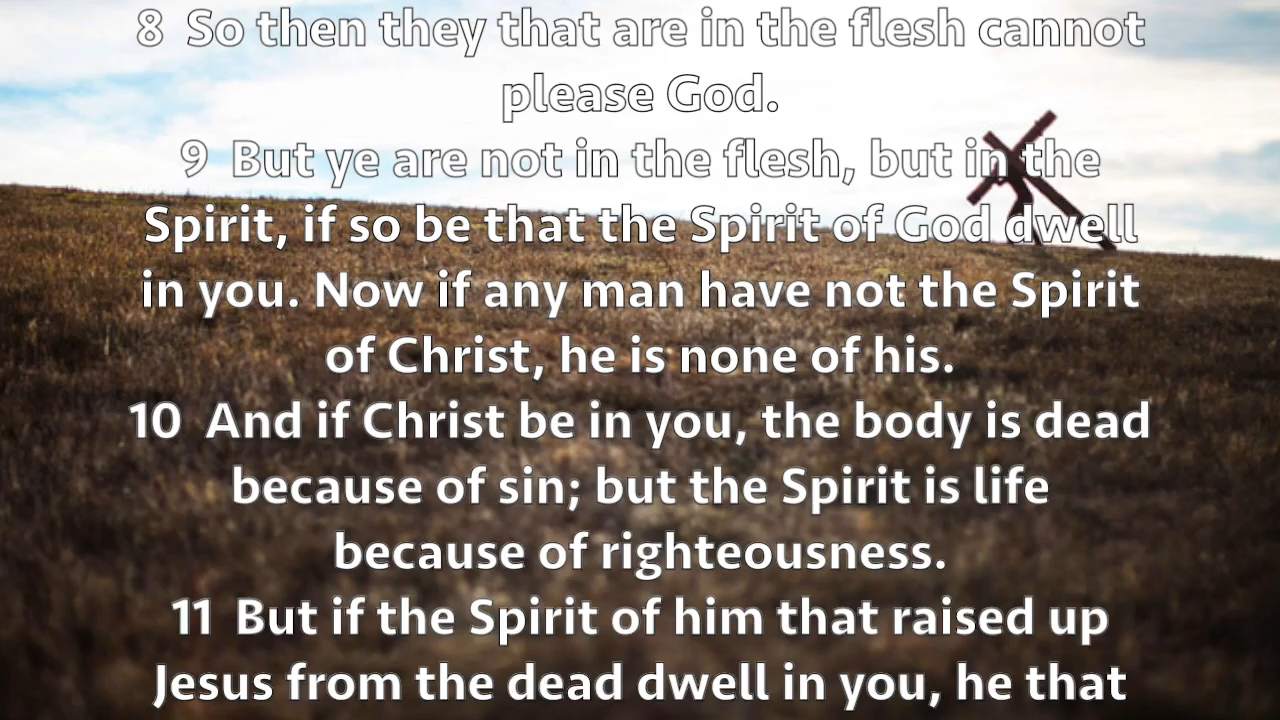 8 So then they that are in the flesh cannot
please God.
9 But ye are not in the flesh, but in the
Spirit, if so be that the Spirit of God dwell
in you. Now if any man have not the Spirit
of Christ, he is none of his.
10 And if Christ be in you, the body is dead
because of sin; but the Spirit is life
because of righteousness.
11 But if the Spirit of him that raised up
Jesus from the dead dwell in you, he that